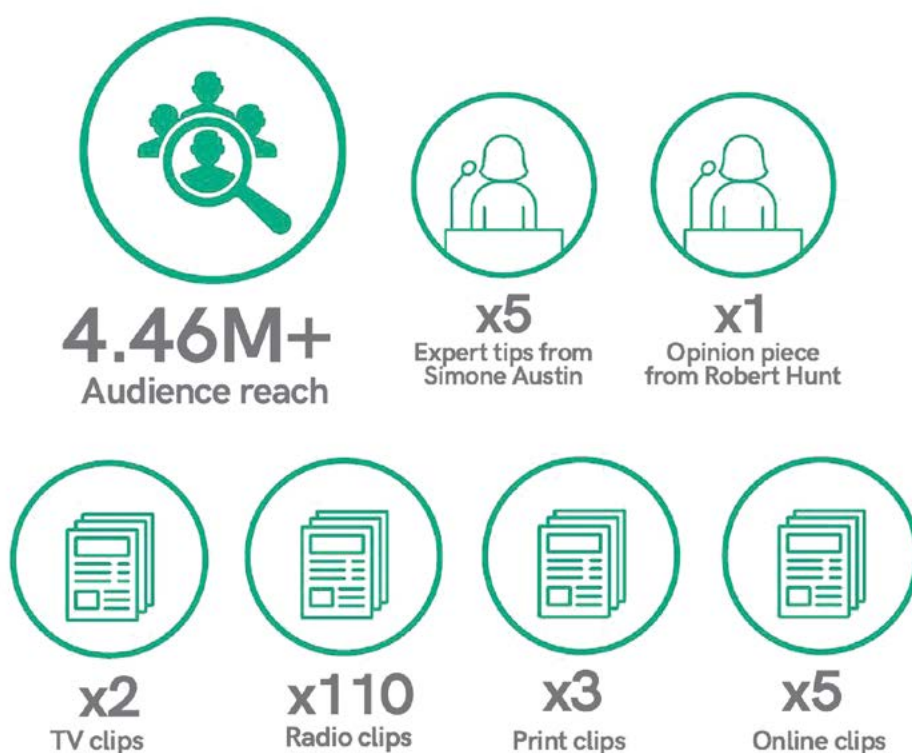 4.46M+
Audience reach
x5
Expert tips from
Simone Austin
x1
Opinion piece
from Robert Hunt
x2
TV clips
x110
Radio clips
x3
Print clips
x5
Online clips